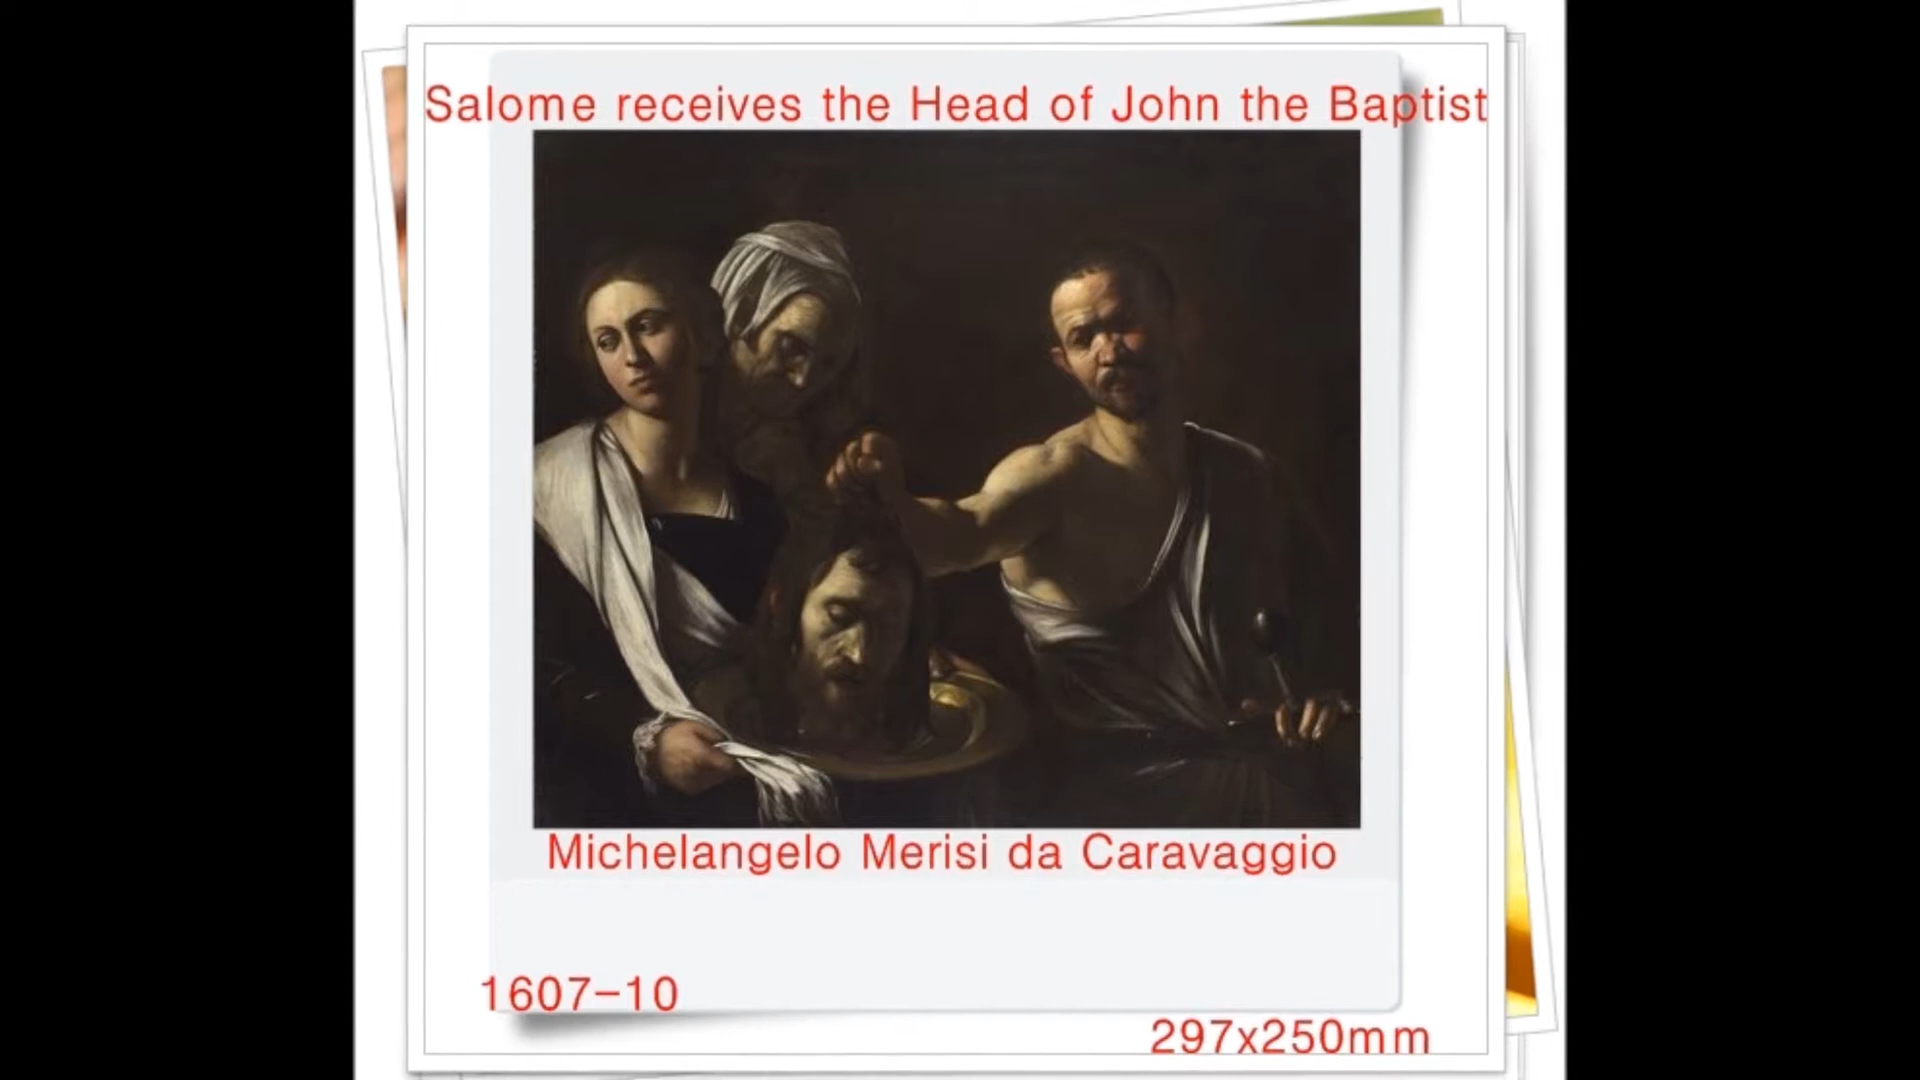 Salome receives the Head of John the Baptist
Michelangelo Merisi da Caravaggio
1607-10
297x250mm